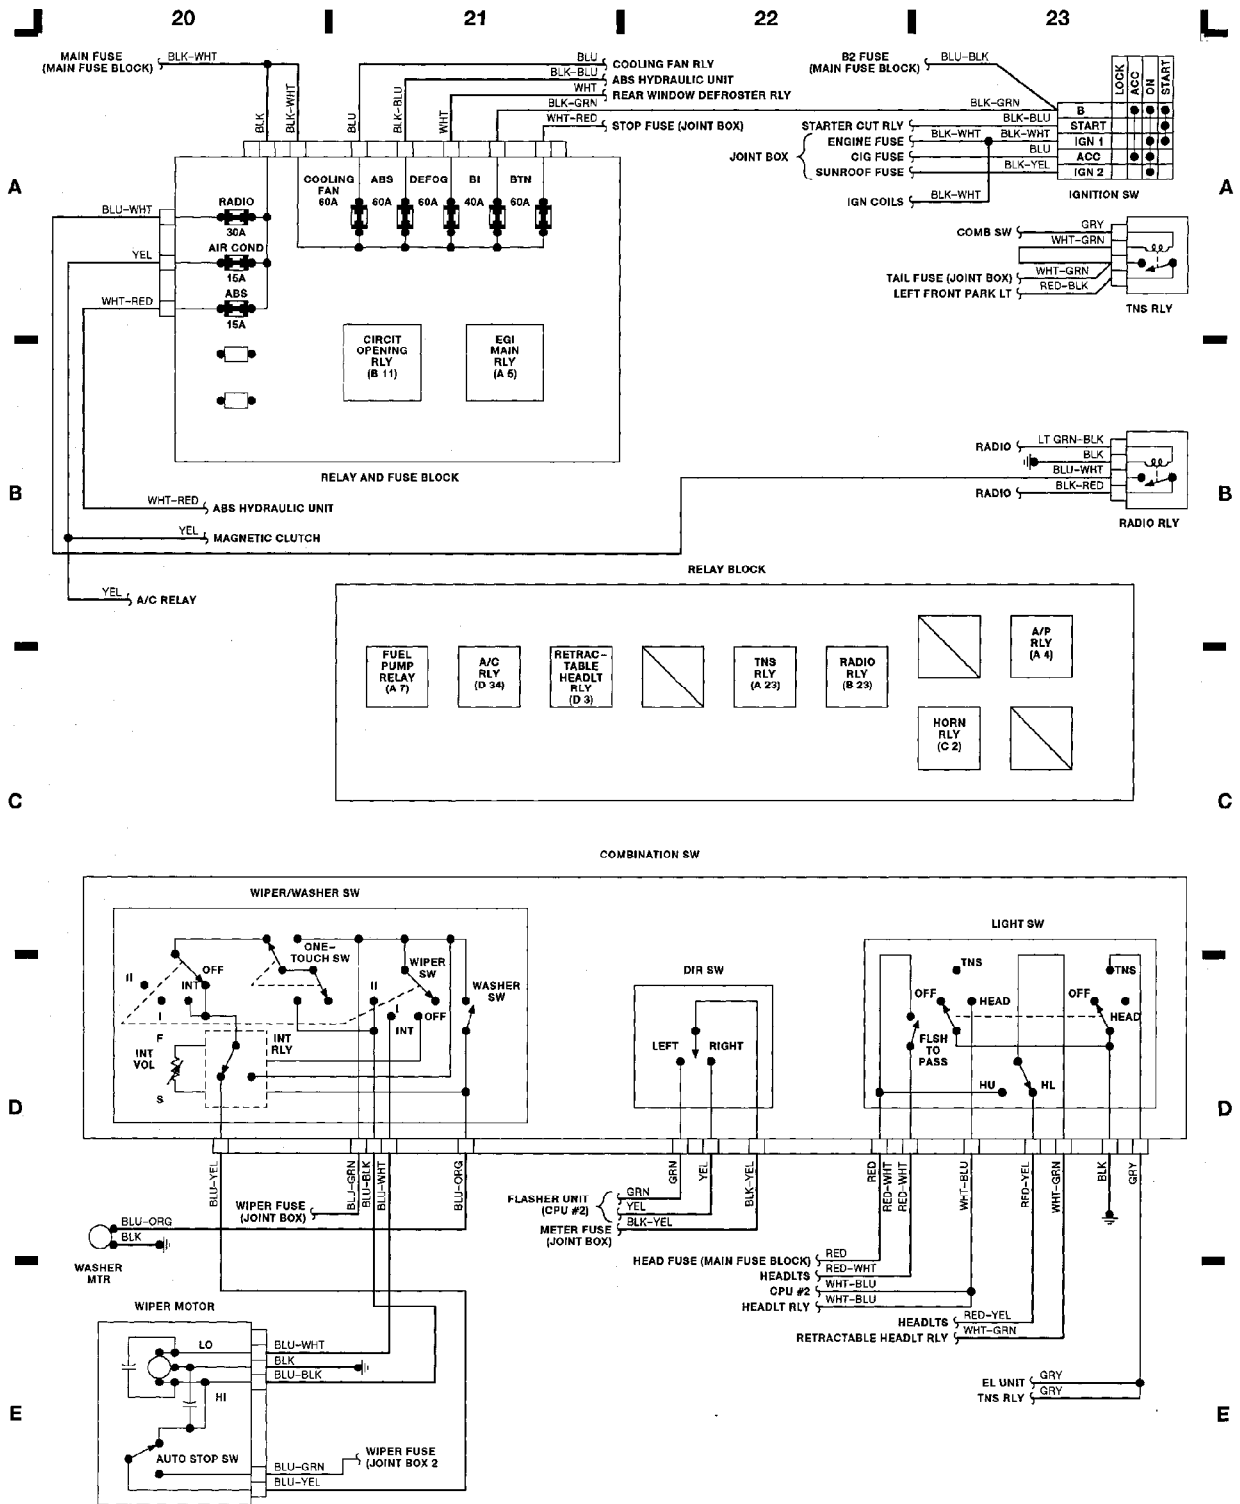 20 21 22 23
MAIN FUSE
(MAIN FUSE BLOCK)
BLK-WHT
BLK
BLK-WHT
BLU
BLK-BLU
WHT
BLU
COOLING FAN RLY
BLK-BLU
ABS HYDRAULIC UNIT
WHT
REAR WINDOW DEFROSTER RLY
BLK-GRN
WHT-RED
STOP FUSE (JOINT BOX)
B2 FUSE
(MAIN FUSE BLOCK)
BLU-BLK
BLK-GRN
STARTER CUT RLY
BLK-BLU
ENGINE FUSE
BLK-WHT
BLK-WHT
JOINT BOX
CIG FUSE
BLU
SUNROOF FUSE
BLK-YEL
IGN COILS
BLK-WHT
LOCK
ACC
ON
START
B
START
IGN 1
ACC
IGN 2
IGNITION SW
A
A
COOLING
FAN
60A
ABS
60A
DEFOG
60A
BI
40A
BTN
60A
BLU-WHT
RADIO
30A
YEL
AIR COND
15A
WHT-RED
ABS
15A
COMB SW
GRY
WHT-GRN
TAIL FUSE (JOINT BOX)
WHT-GRN
LEFT FRONT PARK LT
RED-BLK
TNS RLY
CIRCIT
OPENING
RLY
(B 11)
EGI
MAIN
RLY
(A 5)
RELAY AND FUSE BLOCK
RADIO
LT GRN-BLK
BLK
BLU-WHT
RADIO
BLK-RED
RADIO RLY
B
B
WHT-RED
ABS HYDRAULIC UNIT
YEL
MAGNETIC CLUTCH
YEL
A/C RELAY
RELAY BLOCK
FUEL
PUMP
RELAY
(A 7)
A/C
RLY
(D 34)
RETRAC-
TABLE
HEADLT
RLY
(D 3)
TNS
RLY
(A 23)
RADIO
RLY
(B 23)
A/P
RLY
(A 4)
HORN
RLY
(C 2)
C
C
COMBINATION SW
WIPER/WASHER SW
ONE-
TOUCH SW
WIPER
SW
WASHER
SW
II
OFF
INT
I
II
I
OFF
INT
F
INT
VOL
S
INT
RLY
DIR SW
LEFT
RIGHT
LIGHT SW
TNS
OFF
HEAD
FLSH
TO
PASS
HU
HL
OFF
TNS
HEAD
D
D
BLU-YEL
BLU-GRN
BLU-BLK
BLU-WHT
BLU-ORG
GRN
YEL
BLK-YEL
RED
RED-WHT
RED-WHT
WHT-BLU
RED-YEL
WHT-GRN
BLK
GRY
WIPER FUSE
(JOINT BOX)
BLU-ORG
BLK
WASHER
MTR
FLASHER UNIT
(CPU #2)
GRN
YEL
METER FUSE
(JOINT BOX)
BLK-YEL
HEAD FUSE (MAIN FUSE BLOCK)
RED
HEADLTS
RED-WHT
CPU #2
WHT-BLU
HEADLT RLY
WHT-BLU
HEADLTS
RED-YEL
RETRACTABLE HEADLT RLY
WHT-GRN
EL UNIT
GRY
TNS RLY
GRY
WIPER MOTOR
LO
BLU-WHT
BLK
BLU-BLK
HI
AUTO STOP SW
WIPER FUSE
(JOINT BOX 2
BLU-GRN
BLU-YEL
E
E